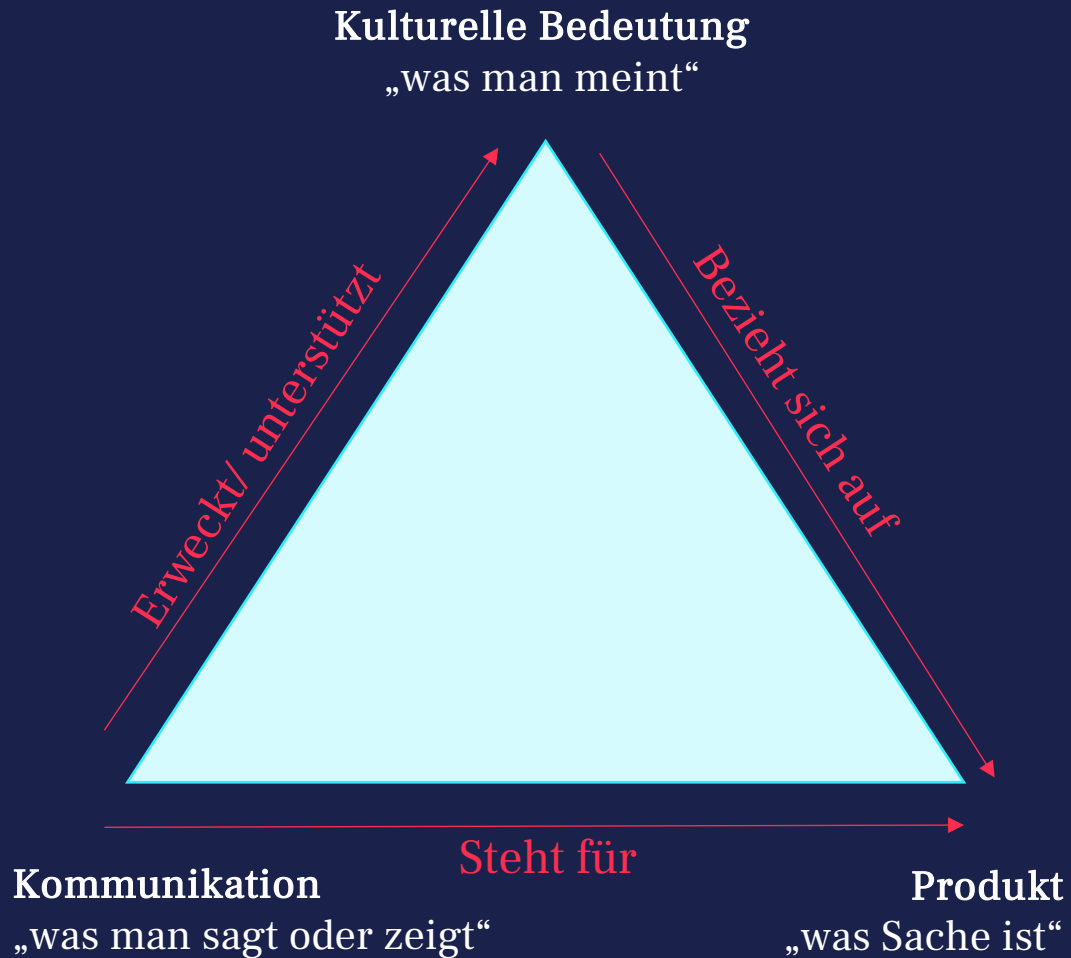 Kulturelle Bedeutung
„was man meint“
Erweckt/ unterstützt
Bezieht sich auf
Steht für
Kommunikation
„was man sagt oder zeigt“
Produkt
„was Sache ist“